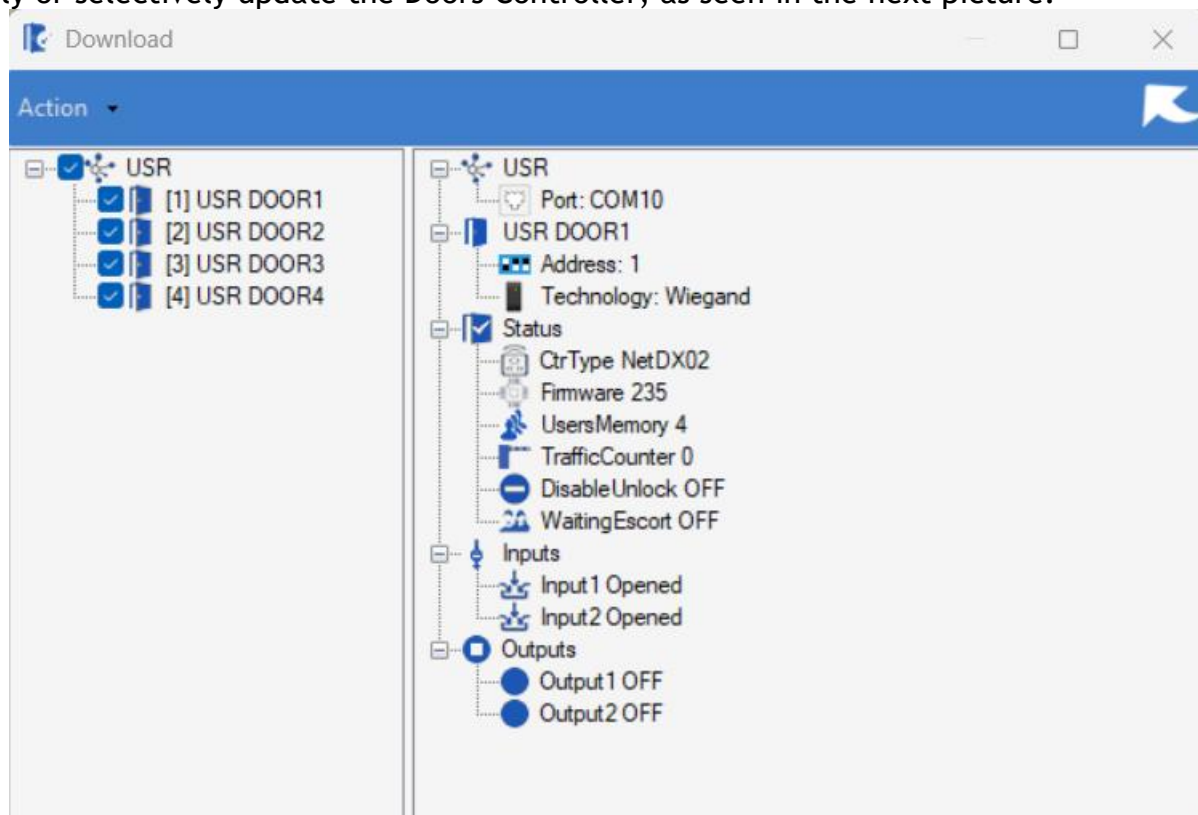 ly or selectively update the Doors Controller, as seen in the next picture.
Download
Action
USR
[1] USR DOOR1
[2] USR DOOR2
[3] USR DOOR3
[4] USR DOOR4
USR
Port: COM10
USR DOOR1
Address: 1
Technology: Wiegand
Status
CtrType NetDX02
Firmware 235
UsersMemory 4
TrafficCounter 0
DisableUnlock OFF
WaitingEscort OFF
Inputs
Input1 Opened
Input2 Opened
Outputs
Output1 OFF
Output2 OFF